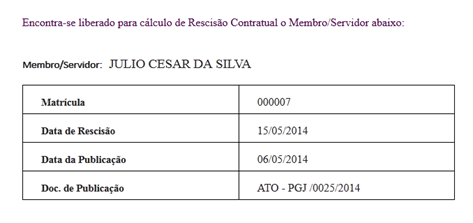 Encontra-se liberado para cálculo de Rescisão Contratual o Membro/Servidor abaixo:
Membro/Servidor: JULIO CESAR DA SILVA
Matrícula 000007
Data de Rescisão 15/05/2014
Data da Publicação 06/05/2014
Doc. de Publicação ATO - PGJ /0025/2014